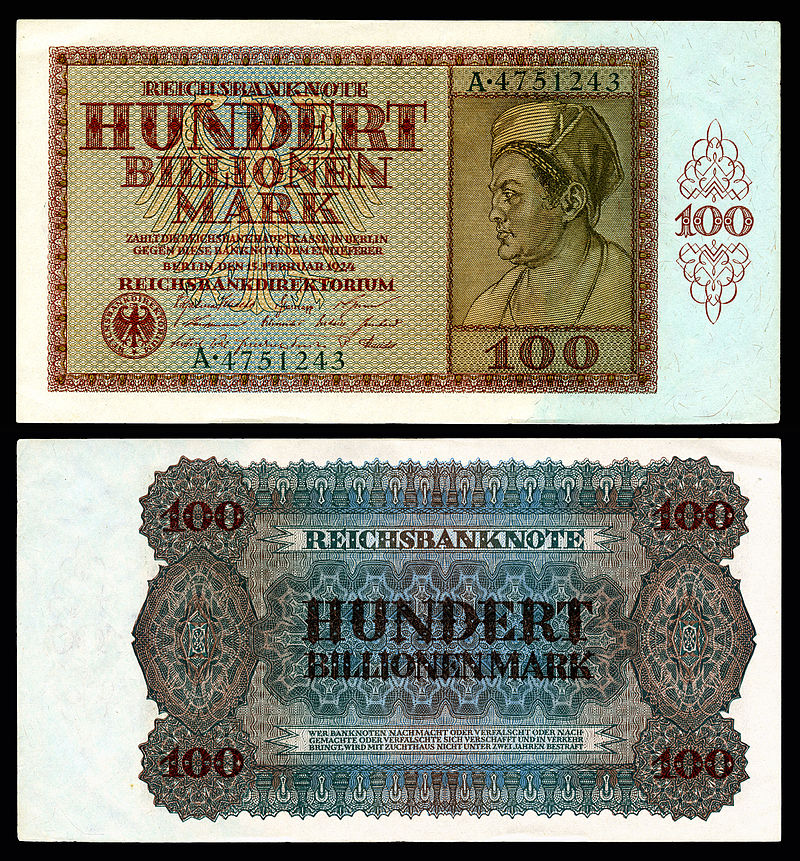 REICHSBANKNOTE
HUNDERT
BILLIONEN
MARK
ZAHLT DIE REICHSBANKHAUPTKASSE IN BERLIN
GEGEN DIESE BANKNOTE DEM EINLIEFERER
BERLIN, DEN 15. FEBRUAR 1924
REICHSBANKDIREKTORIUM
REICHSBANKDIREKTORIUM
A·4751243
A·4751243
100
100
100
100
REICHSBANKNOTE
HUNDERT
BILLIONEN MARK
WER BANKNOTEN NACHMACHT ODER VERFÄLSCHT ODER NACH-
GEMACHTE ODER VERFÄLSCHTE SICH VERSCHAFFT UND IN VERKEHR
BRINGT, WIRD MIT ZUCHTHAUS NICHT UNTER ZWEI JAHREN BESTRAFT
100
100